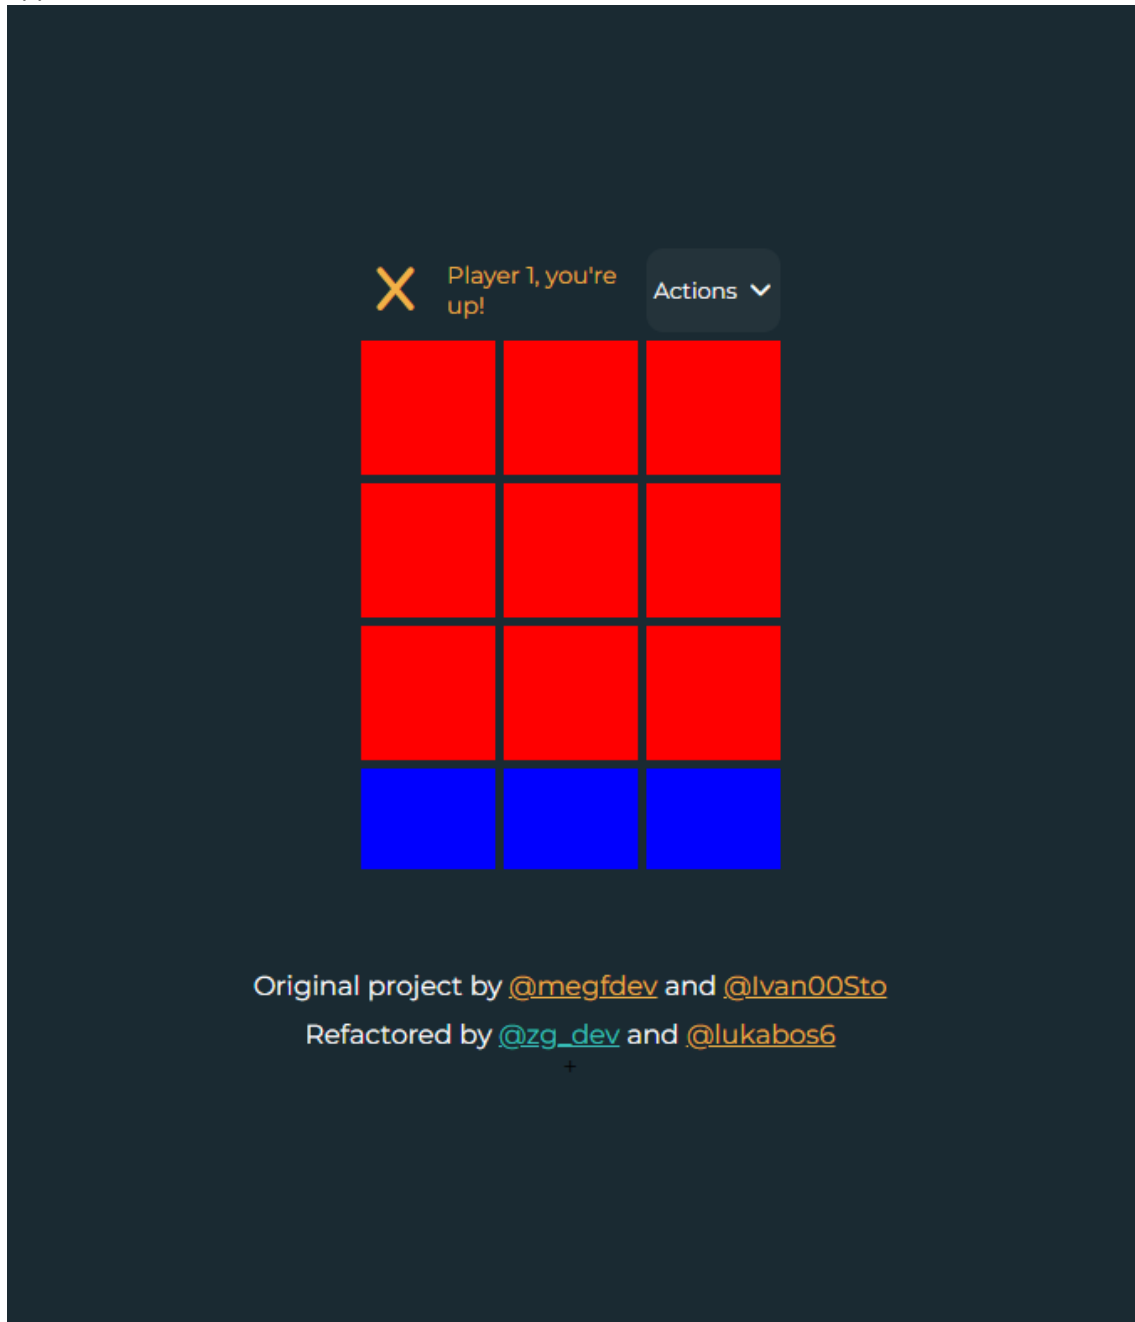 Player 1, you're
up!
Actions
Original project by @megfdev and @Ivan00Sto
Refactored by @zg_dev and @lukabos6
+